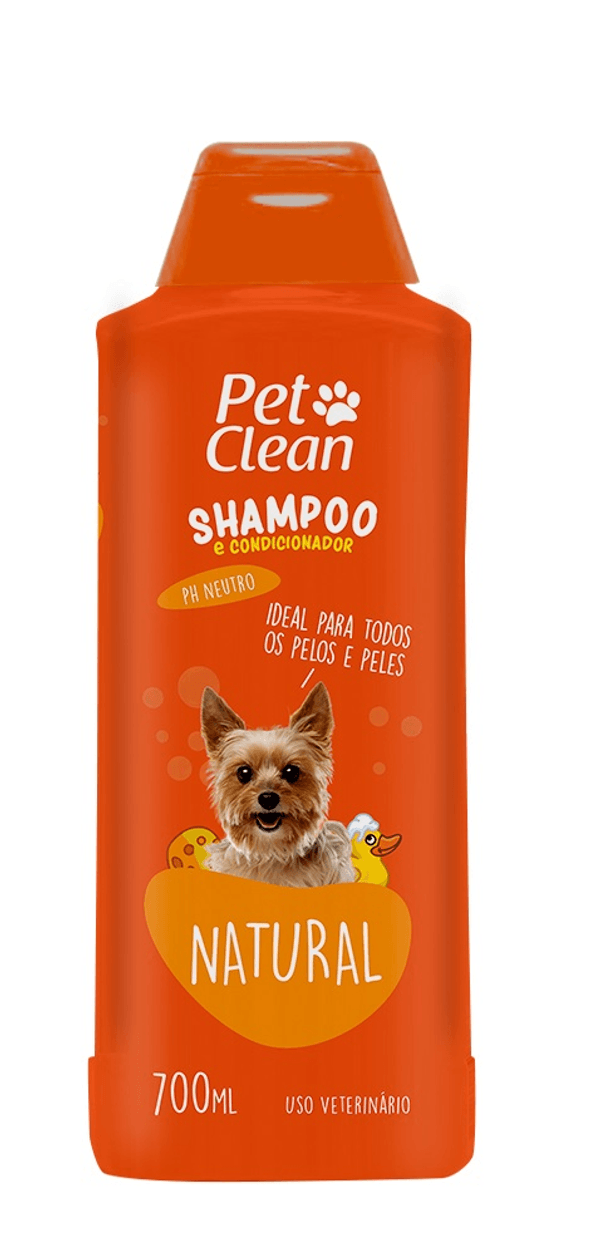 Pet
Clean
SHAMPOO
e CONDICIONADOR
PH NEUTRO
IDEAL PARA TODOS
OS PELOS E PELES
NATURAL
700ML
USO VETERINÁRIO